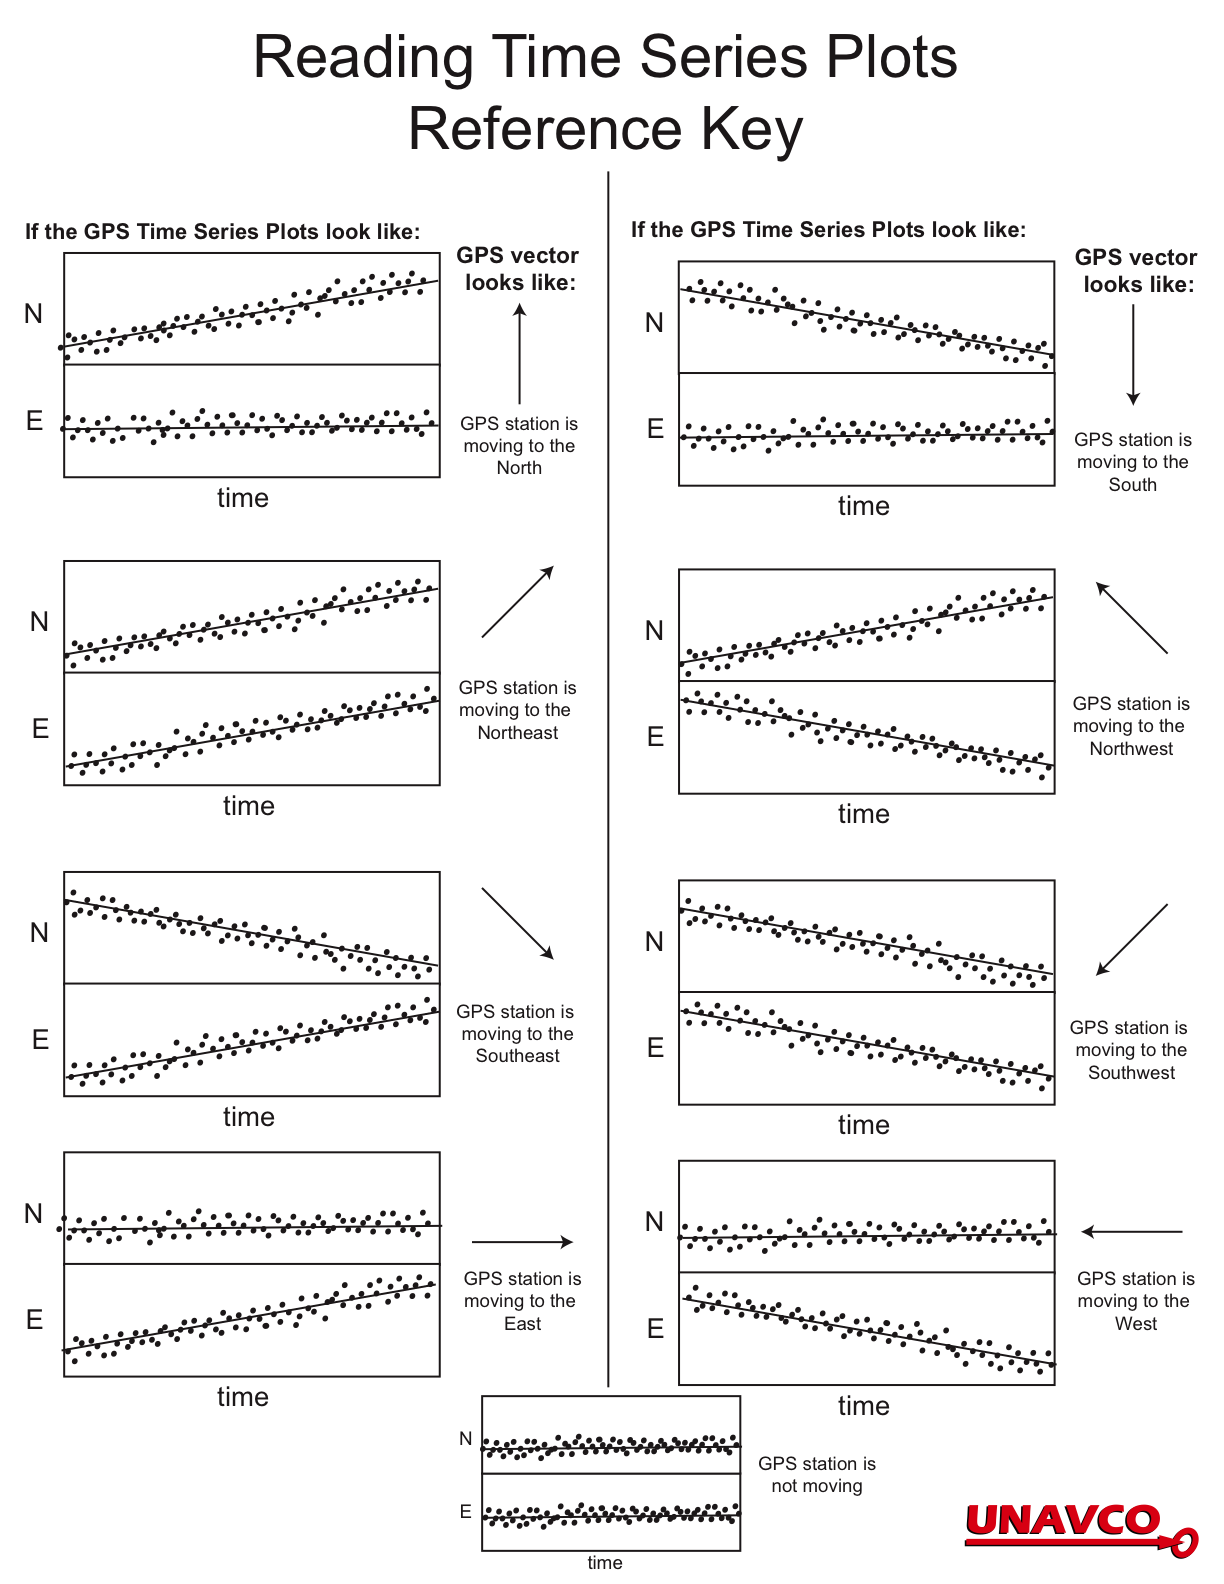 Reading Time Series Plots
Reference Key
If the GPS Time Series Plots look like:
GPS vector
looks like:
N
E
time
GPS station is
moving to the
North
N
E
time
GPS station is
moving to the
Northeast
N
E
time
GPS station is
moving to the
Southeast
N
E
time
GPS station is
moving to the
East
If the GPS Time Series Plots look like:
GPS vector
looks like:
N
E
time
GPS station is
moving to the
South
N
E
time
GPS station is
moving to the
Northwest
N
E
time
GPS station is
moving to the
Southwest
N
E
time
GPS station is
moving to the
West
N
E
time
GPS station is
not moving
UNAVCO